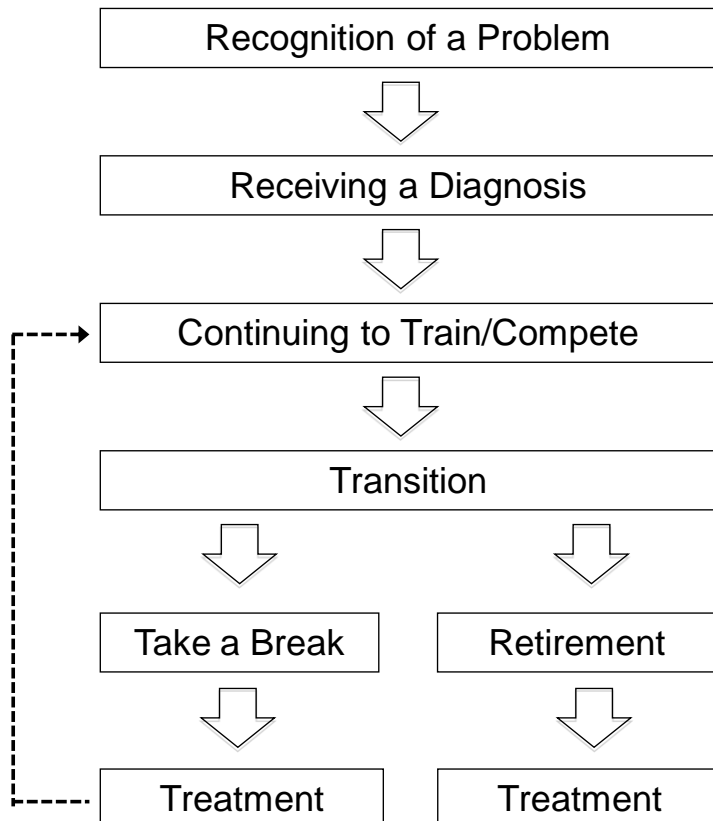 Recognition of a Problem
Receiving a Diagnosis
Continuing to Train/Compete
Transition
Take a Break
Retirement
Treatment
Treatment